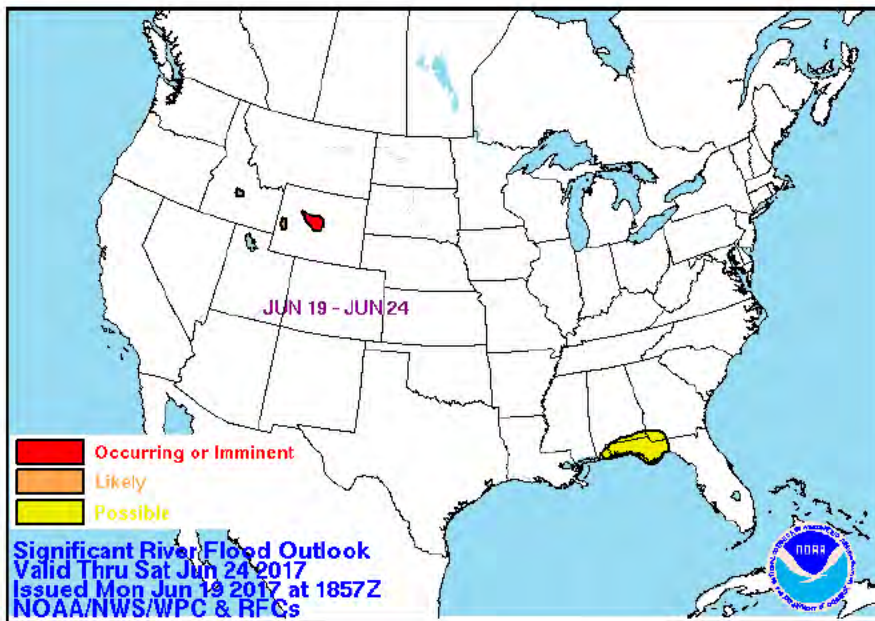 JUN 19 - JUN 24
Occurring or Imminent
Likely
Possible
Significant River Flood Outlook
Valid Thru Sat Jun 24 2017
Issued Mon Jun 19 2017 at 1857Z
NOAA/NWS/WPC & RFCs
NOAA